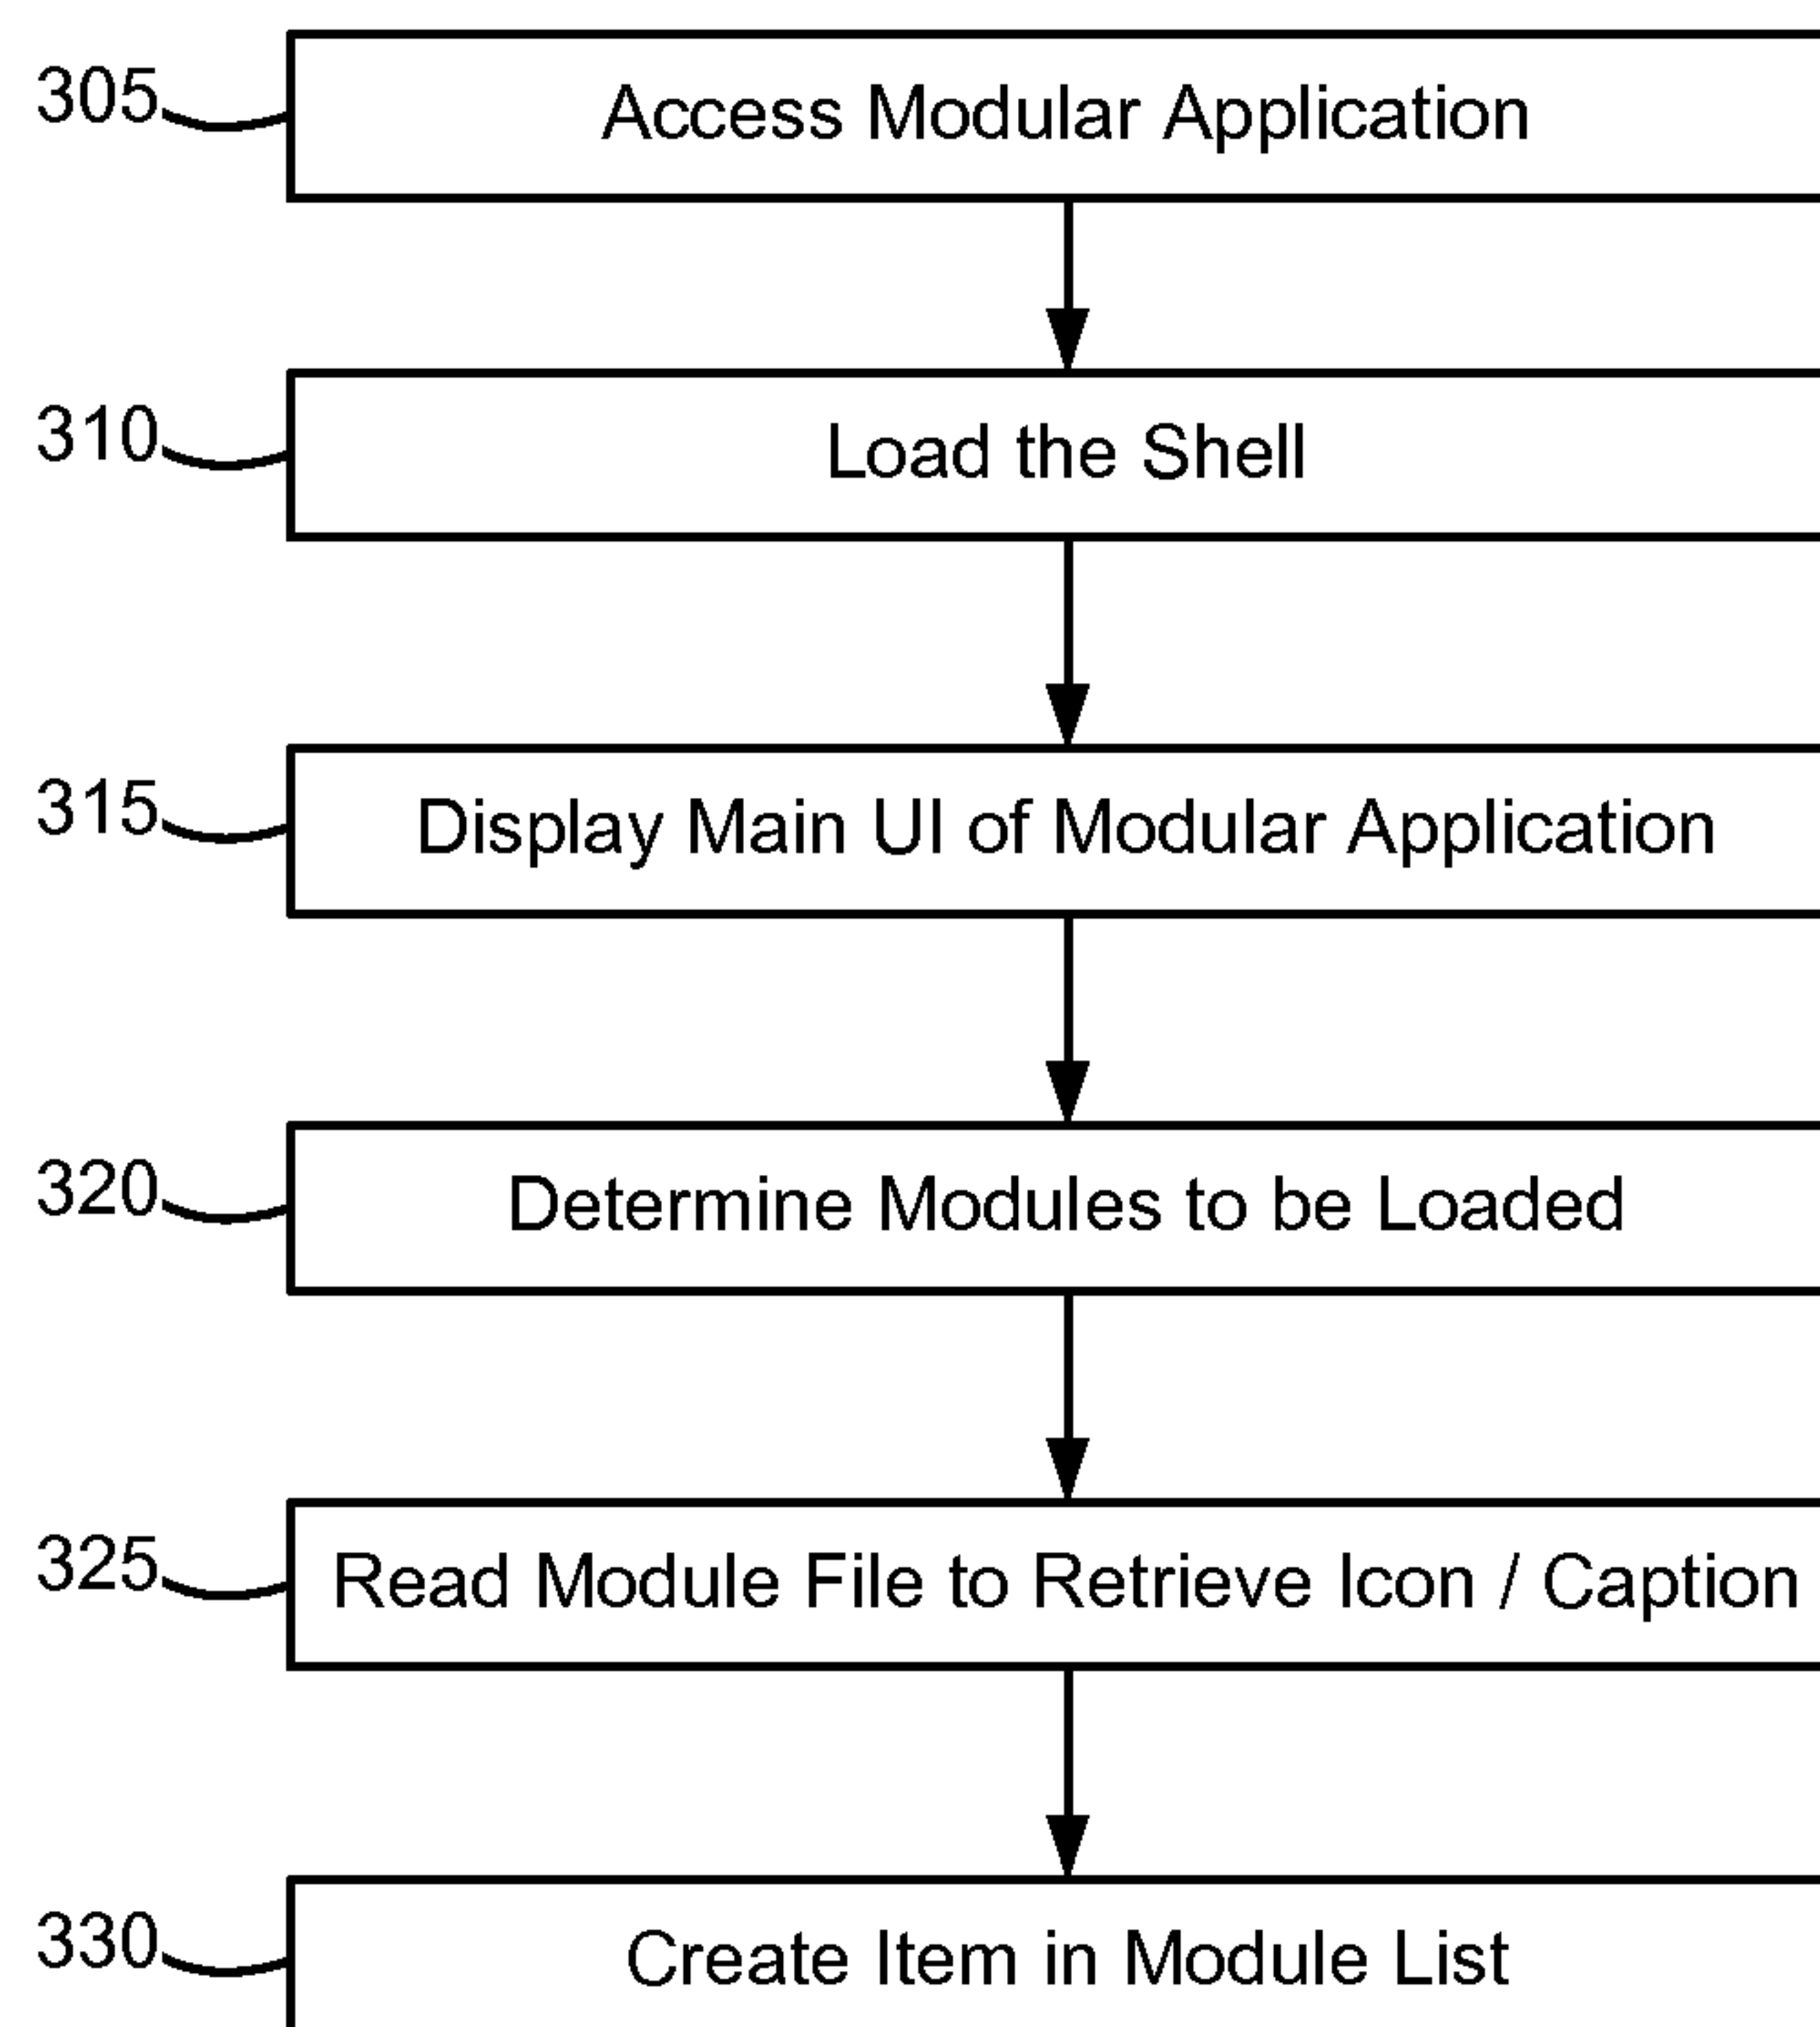 305 Access Modular Application
310 Load the Shell
315 Display Main UI of Modular Application
320 Determine Modules to be Loaded
325 Read Module File to Retrieve Icon / Caption
330 Create Item in Module List